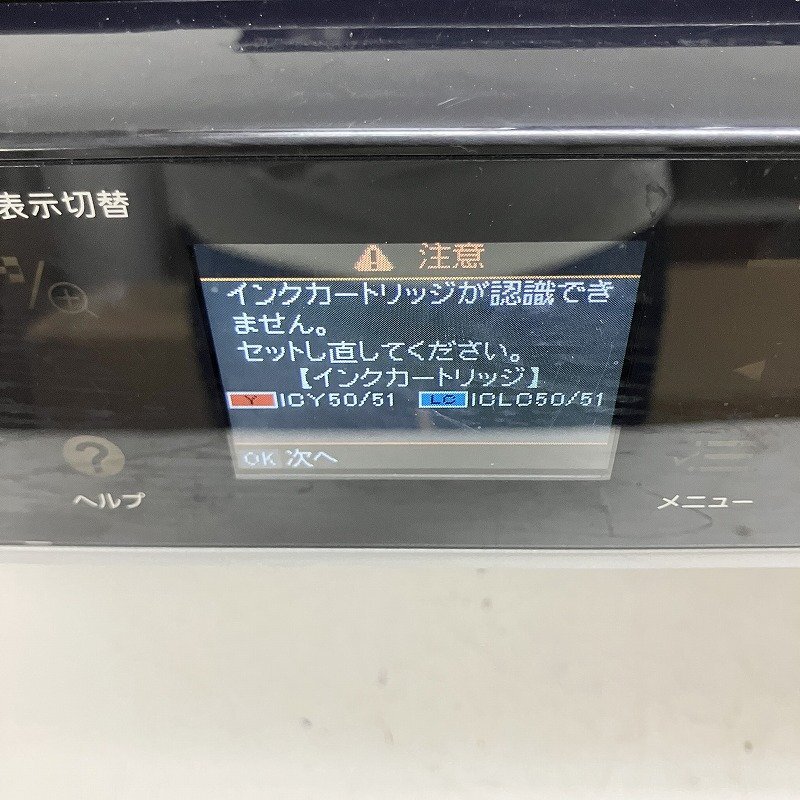 表示切替
注意
インクカートリッジが認識でき
ません。
セットし直してください。
【インクカートリッジ】
Y ICY50/51 LC ICLC50/51
OK 次へ
ヘルプ
メニュー